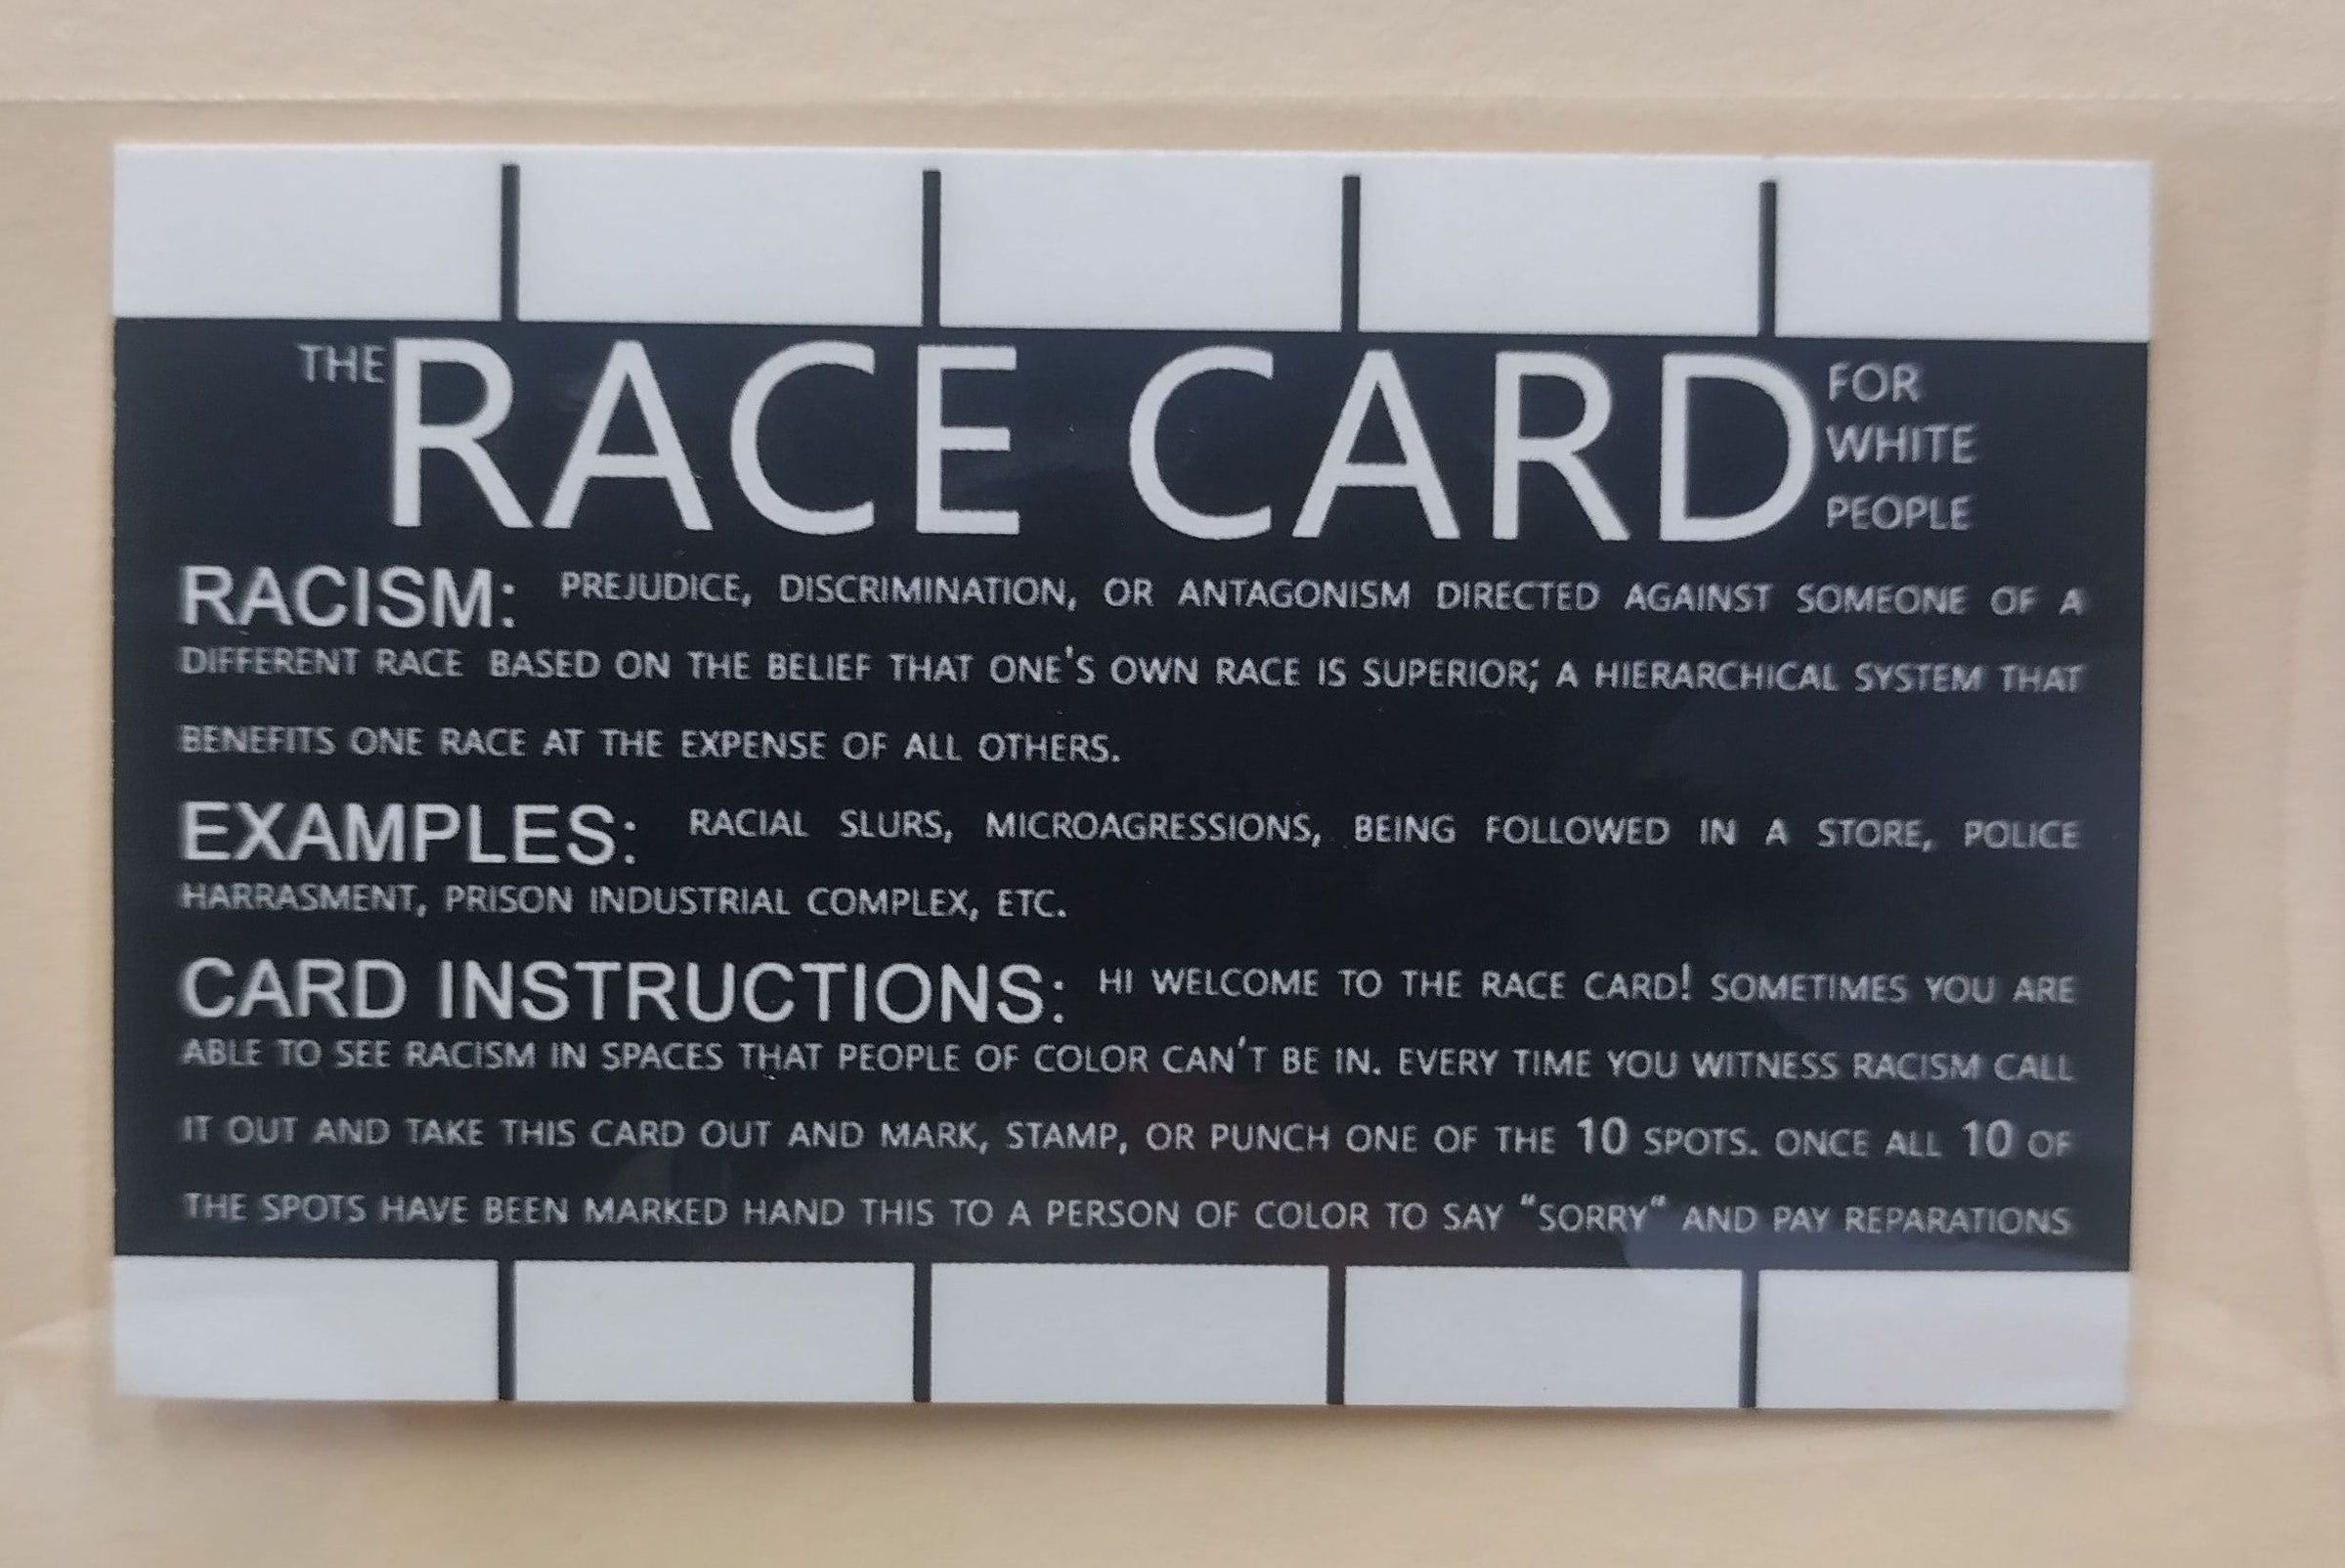 THE RACE CARD FOR WHITE PEOPLE
RACISM: PREJUDICE, DISCRIMINATION, OR ANTAGONISM DIRECTED AGAINST SOMEONE OF A
DIFFERENT RACE BASED ON THE BELIEF THAT ONE'S OWN RACE IS SUPERIOR; A HIERARCHICAL SYSTEM THAT
BENEFITS ONE RACE AT THE EXPENSE OF ALL OTHERS.
EXAMPLES: RACIAL SLURS, MICROAGRESSIONS, BEING FOLLOWED IN A STORE, POLICE
HARRASMENT, PRISON INDUSTRIAL COMPLEX, ETC.
CARD INSTRUCTIONS: HI WELCOME TO THE RACE CARD! SOMETIMES YOU ARE
ABLE TO SEE RACISM IN SPACES THAT PEOPLE OF COLOR CAN'T BE IN. EVERY TIME YOU WITNESS RACISM CALL
IT OUT AND TAKE THIS CARD OUT AND MARK, STAMP, OR PUNCH ONE OF THE 10 SPOTS. ONCE ALL 10 OF
THE SPOTS HAVE BEEN MARKED HAND THIS TO A PERSON OF COLOR TO SAY "SORRY" AND PAY REPARATIONS